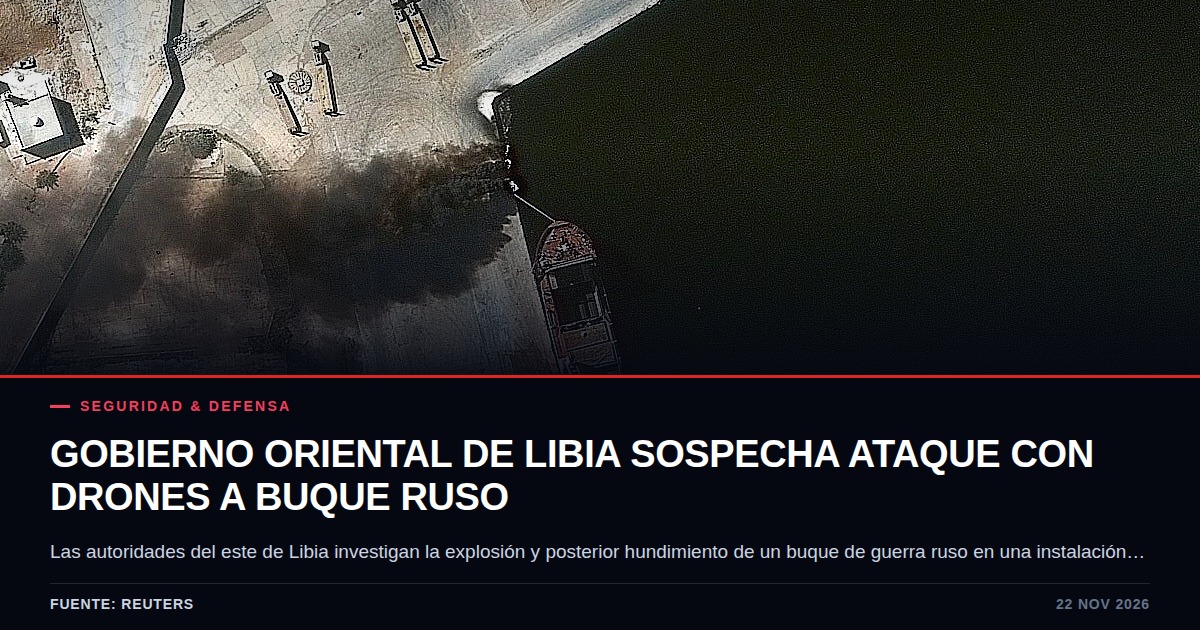 SEGURIDAD & DEFENSA
GOBIERNO ORIENTAL DE LIBIA SOSPECHA ATAQUE CON
DRONES A BUQUE RUSO
Las autoridades del este de Libia investigan la explosión y posterior hundimiento de un buque de guerra ruso en una instalación…
FUENTE: REUTERS
22 NOV 2026